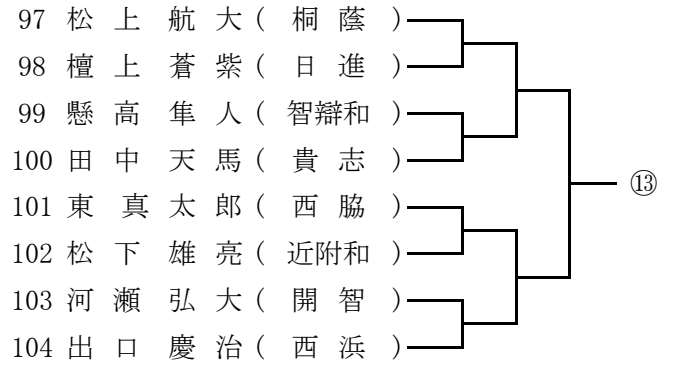 97 松上 航大(桐蔭)
98 檀上 蒼紫(日進)
99 懸高 隼人(智辯和)
100 田中 天馬(貴志)
101 東 真太郎(西脇)
102 松下 雄亮(近附和)
103 河瀬 弘大(開智)
104 出口 慶治(西浜)
⑬